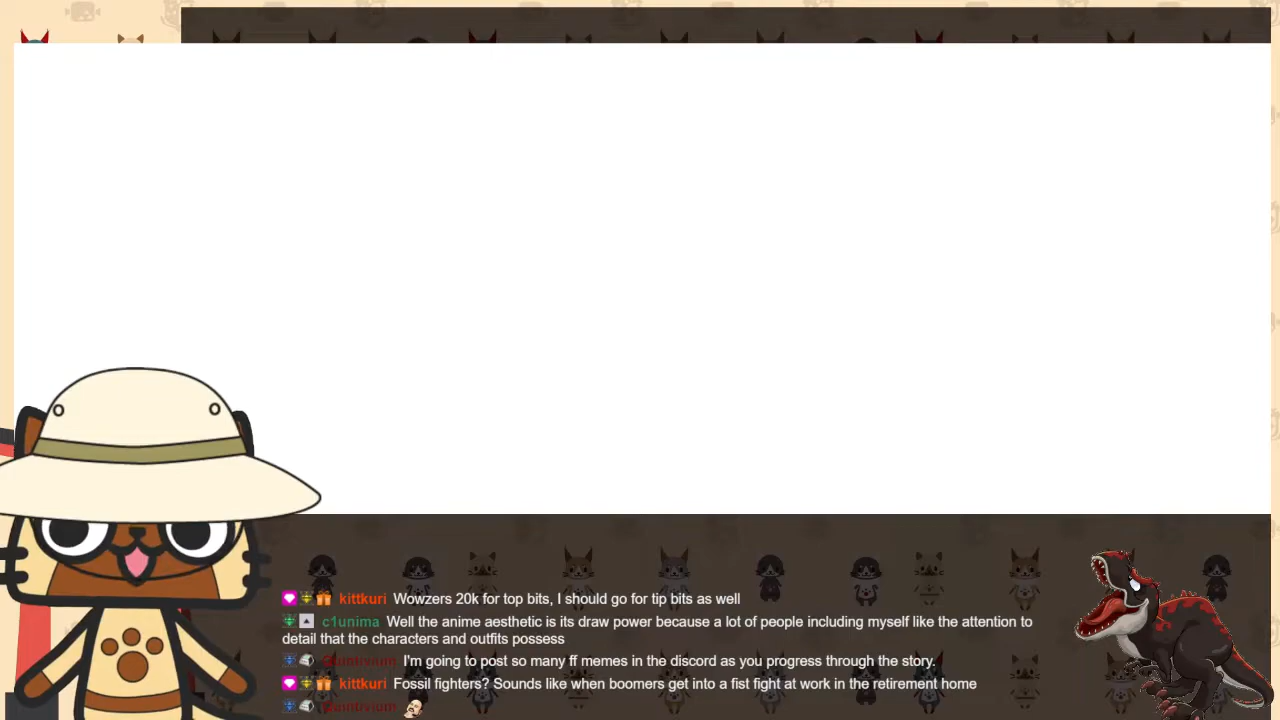 kittkuri Wowzers 20k for top bits, I should go for tip bits as well
c1unima Well the anime aesthetic is its draw power because a lot of people including myself like the attention to
detail that the characters and outfits possess
I'm going to post so many ff memes in the discord as you progress through the story.
kittkuri Fossil fighters? Sounds like when boomers get into a fist fight at work in the retirement home